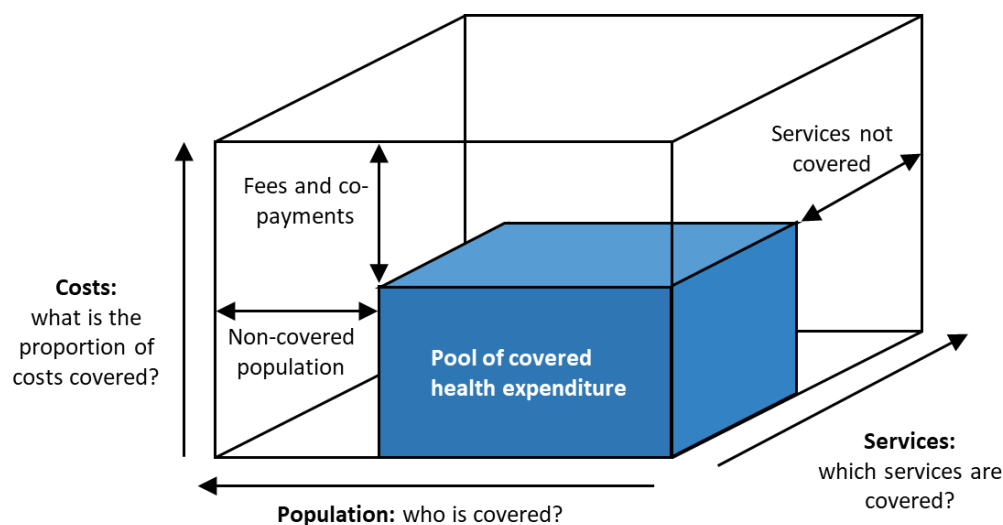 Services not
covered
Fees and co-
payments
Costs:
what is the
proportion of
costs covered?
Non-covered
population
Pool of covered
health expenditure
Services:
which services are
covered?
Population: who is covered?